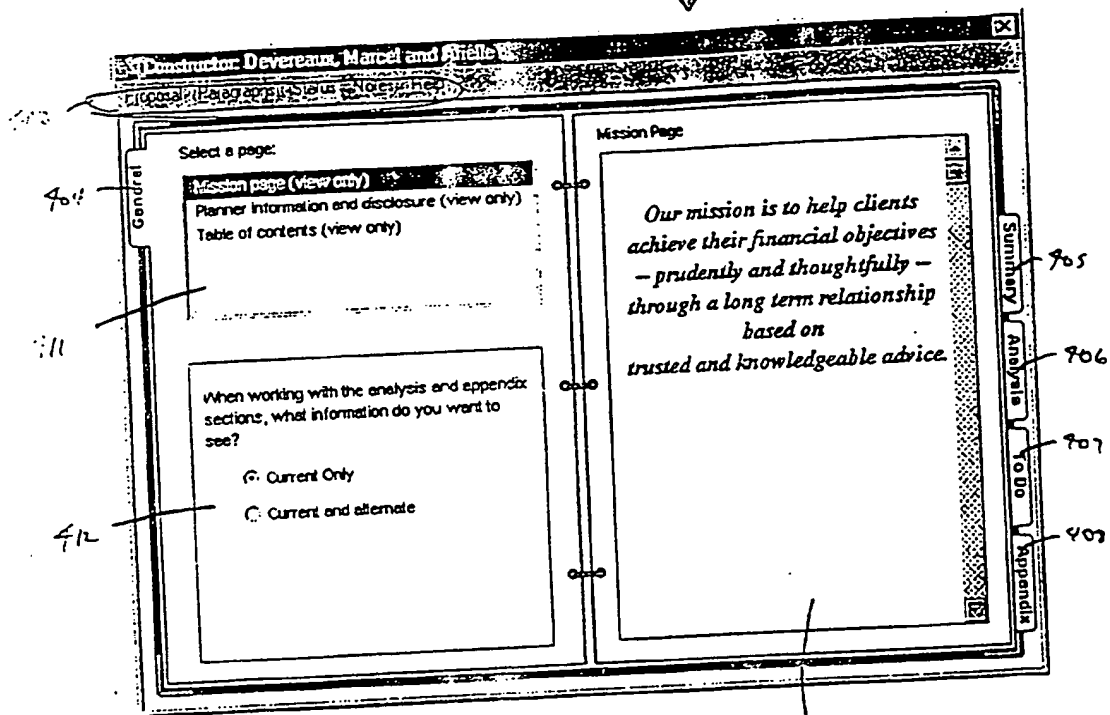 Constructor: Devereaux, Marcel and
Proposal Paragraphs Status Notes Help
404
General
Select a page:
Mission page (view only)
Planner information and disclosure (view only)
Table of contents (view only)
When working with the analysis and appendix
sections, what information do you want to
see?
Current Only
Current and alternate
412
Mission Page
Our mission is to help clients
achieve their financial objectives
– prudently and thoughtfully –
through a long term relationship
based on
trusted and knowledgeable advice.
Summary
405
Analysis
406
To Do
407
Appendix
408